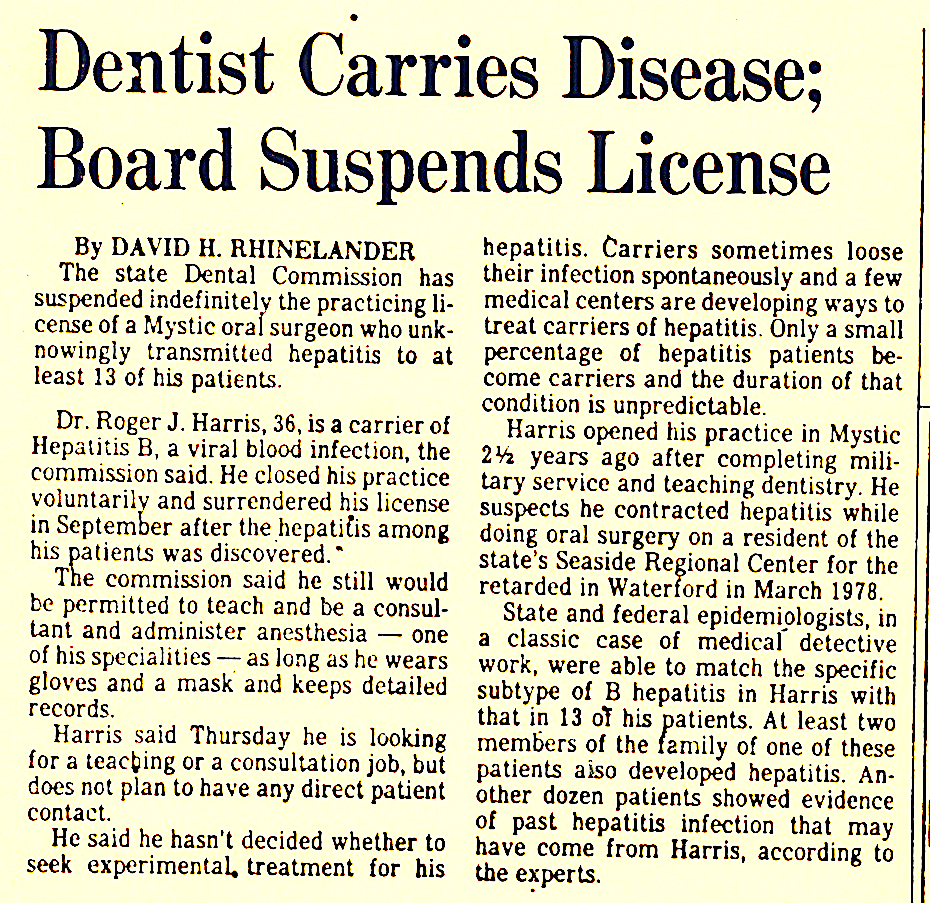 Dentist Carries Disease;
Board Suspends License
By DAVID H. RHINELANDER
The state Dental Commission has
suspended indefinitely the practicing li-
cense of a Mystic oral surgeon who unk-
nowingly transmitted hepatitis to at
least 13 of his patients.
Dr. Roger J. Harris, 36, is a carrier of
Hepatitis B, a viral blood infection, the
commission said. He closed his practice
voluntarily and surrendered his license
in September after the hepatitis among
his patients was discovered.
The commission said he still would
be permitted to teach and be a consul-
tant and administer anesthesia — one
of his specialities — as long as he wears
gloves and a mask and keeps detailed
records.
Harris said Thursday he is looking
for a teaching or a consultation job, but
does not plan to have any direct patient
contact.
He said he hasn't decided whether to
seek experimental treatment for his
hepatitis. Carriers sometimes loose
their infection spontaneously and a few
medical centers are developing ways to
treat carriers of hepatitis. Only a small
percentage of hepatitis patients be-
come carriers and the duration of that
condition is unpredictable.
Harris opened his practice in Mystic
2½ years ago after completing mili-
tary service and teaching dentistry. He
suspects he contracted hepatitis while
doing oral surgery on a resident of the
state's Seaside Regional Center for the
retarded in Waterford in March 1978.
State and federal epidemiologists, in
a classic case of medical detective
work, were able to match the specific
subtype of B hepatitis in Harris with
that in 13 of his patients. At least two
members of the family of one of these
patients also developed hepatitis. An-
other dozen patients showed evidence
of past hepatitis infection that may
have come from Harris, according to
the experts.